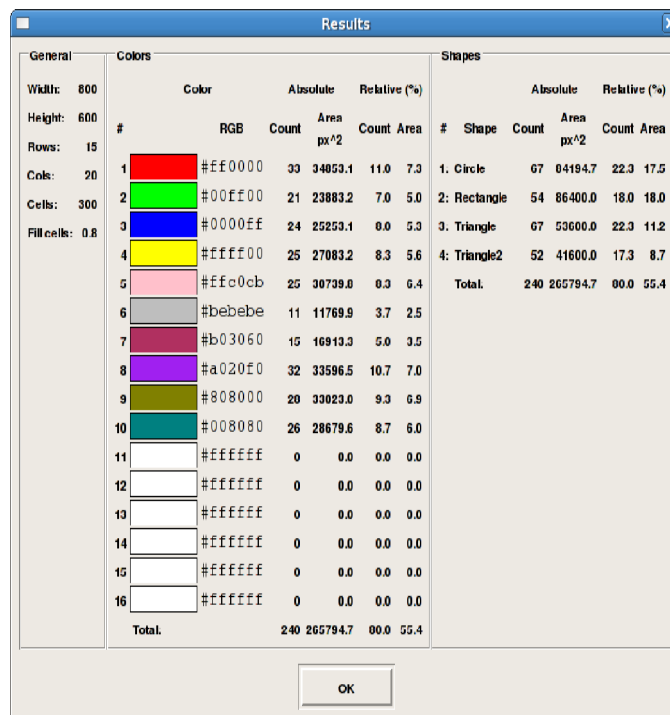 Results
General
Width: 800
Height: 600
Rows: 15
Cols: 20
Cells: 300
Fill cells: 0.8
Colors
Color Absolute Relative (%)
# RGB Count Area px^2 Count Area
1 #ff0000 33 34853.1 11.0 7.3
2 #00ff00 21 23883.2 7.0 5.0
3 #0000ff 24 25253.1 8.0 5.3
4 #ffff00 25 27083.2 8.3 5.6
5 #ffc0cb 25 30739.8 8.3 6.4
6 #bebebe 11 11769.9 3.7 2.5
7 #b03060 15 16913.3 5.0 3.5
8 #a020f0 32 33596.5 10.7 7.0
9 #808000 28 33023.0 9.3 6.9
10 #008080 26 28679.6 8.7 6.0
11 #ffffff 0 0.0 0.0 0.0
12 #ffffff 0 0.0 0.0 0.0
13 #ffffff 0 0.0 0.0 0.0
14 #ffffff 0 0.0 0.0 0.0
15 #ffffff 0 0.0 0.0 0.0
16 #ffffff 0 0.0 0.0 0.0
Total: 240 265794.7 80.0 55.4
Shapes
Absolute Relative (%)
# Shape Count Area px^2 Count Area
1: Circle 67 84194.7 22.3 17.5
2: Rectangle 54 86400.0 18.0 18.0
3: Triangle 67 53600.0 22.3 11.2
4: Triangle2 52 41600.0 17.3 8.7
Total: 240 265794.7 80.0 55.4
OK